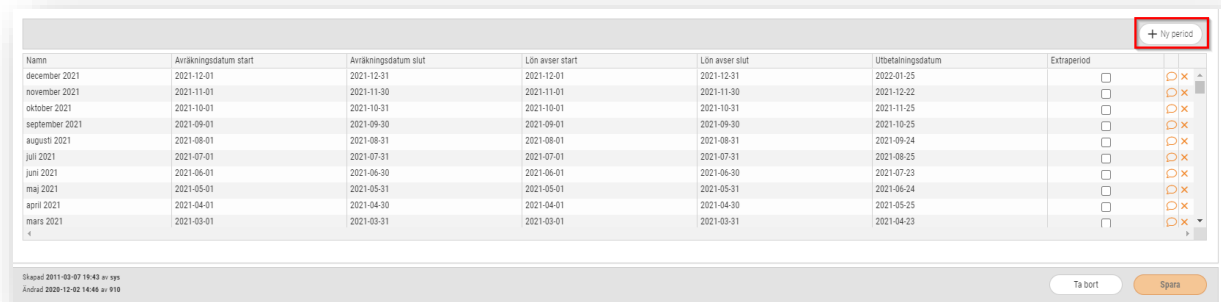 Ny period
Namn Avräkningsdatum start Avräkningsdatum slut Lön avser start Lön avser slut Utbetalningsdatum Extraperiod
december 2021 2021-12-01 2021-12-31 2021-12-01 2021-12-31 2022-01-25
november 2021 2021-11-01 2021-11-30 2021-11-01 2021-11-30 2021-12-22
oktober 2021 2021-10-01 2021-10-31 2021-10-01 2021-10-31 2021-11-25
september 2021 2021-09-01 2021-09-30 2021-09-01 2021-09-30 2021-10-25
augusti 2021 2021-08-01 2021-08-31 2021-08-01 2021-08-31 2021-09-24
juli 2021 2021-07-01 2021-07-31 2021-07-01 2021-07-31 2021-08-25
juni 2021 2021-06-01 2021-06-30 2021-06-01 2021-06-30 2021-07-23
maj 2021 2021-05-01 2021-05-31 2021-05-01 2021-05-31 2021-06-24
april 2021 2021-04-01 2021-04-30 2021-04-01 2021-04-30 2021-05-25
mars 2021 2021-03-01 2021-03-31 2021-03-01 2021-03-31 2021-04-23
Skapad 2011-03-07 19:43 av sys
Ändrad 2020-12-02 14:46 av 910
Ta bort Spara